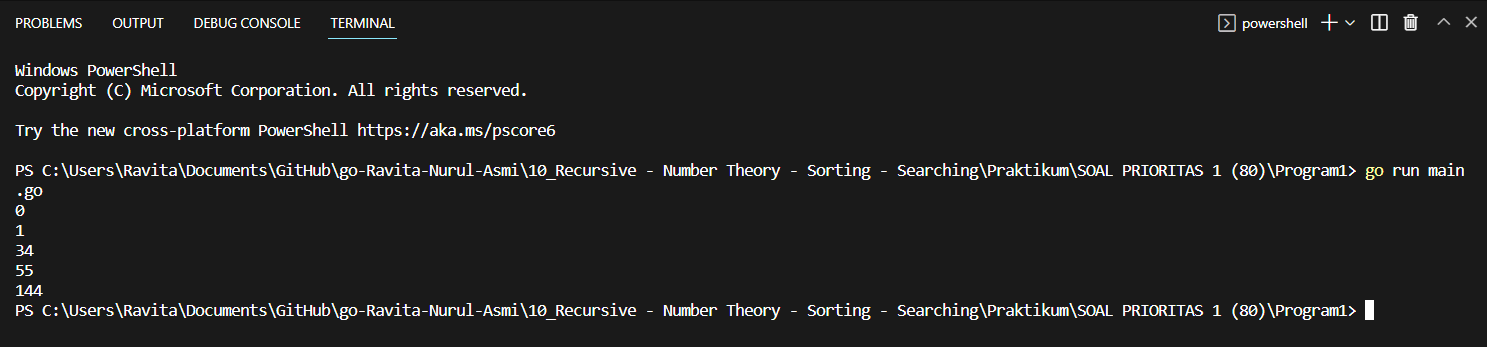 PROBLEMS OUTPUT DEBUG CONSOLE TERMINAL powershell
Windows PowerShell
Copyright (C) Microsoft Corporation. All rights reserved.
Try the new cross-platform PowerShell https://aka.ms/pscore6
PS C:\Users\Ravita\Documents\GitHub\go-Ravita-Nurul-Asmi\10_Recursive - Number Theory - Sorting - Searching\Praktikum\SOAL PRIORITAS 1 (80)\Program1> go run main
.go
0
1
34
55
144
PS C:\Users\Ravita\Documents\GitHub\go-Ravita-Nurul-Asmi\10_Recursive - Number Theory - Sorting - Searching\Praktikum\SOAL PRIORITAS 1 (80)\Program1>